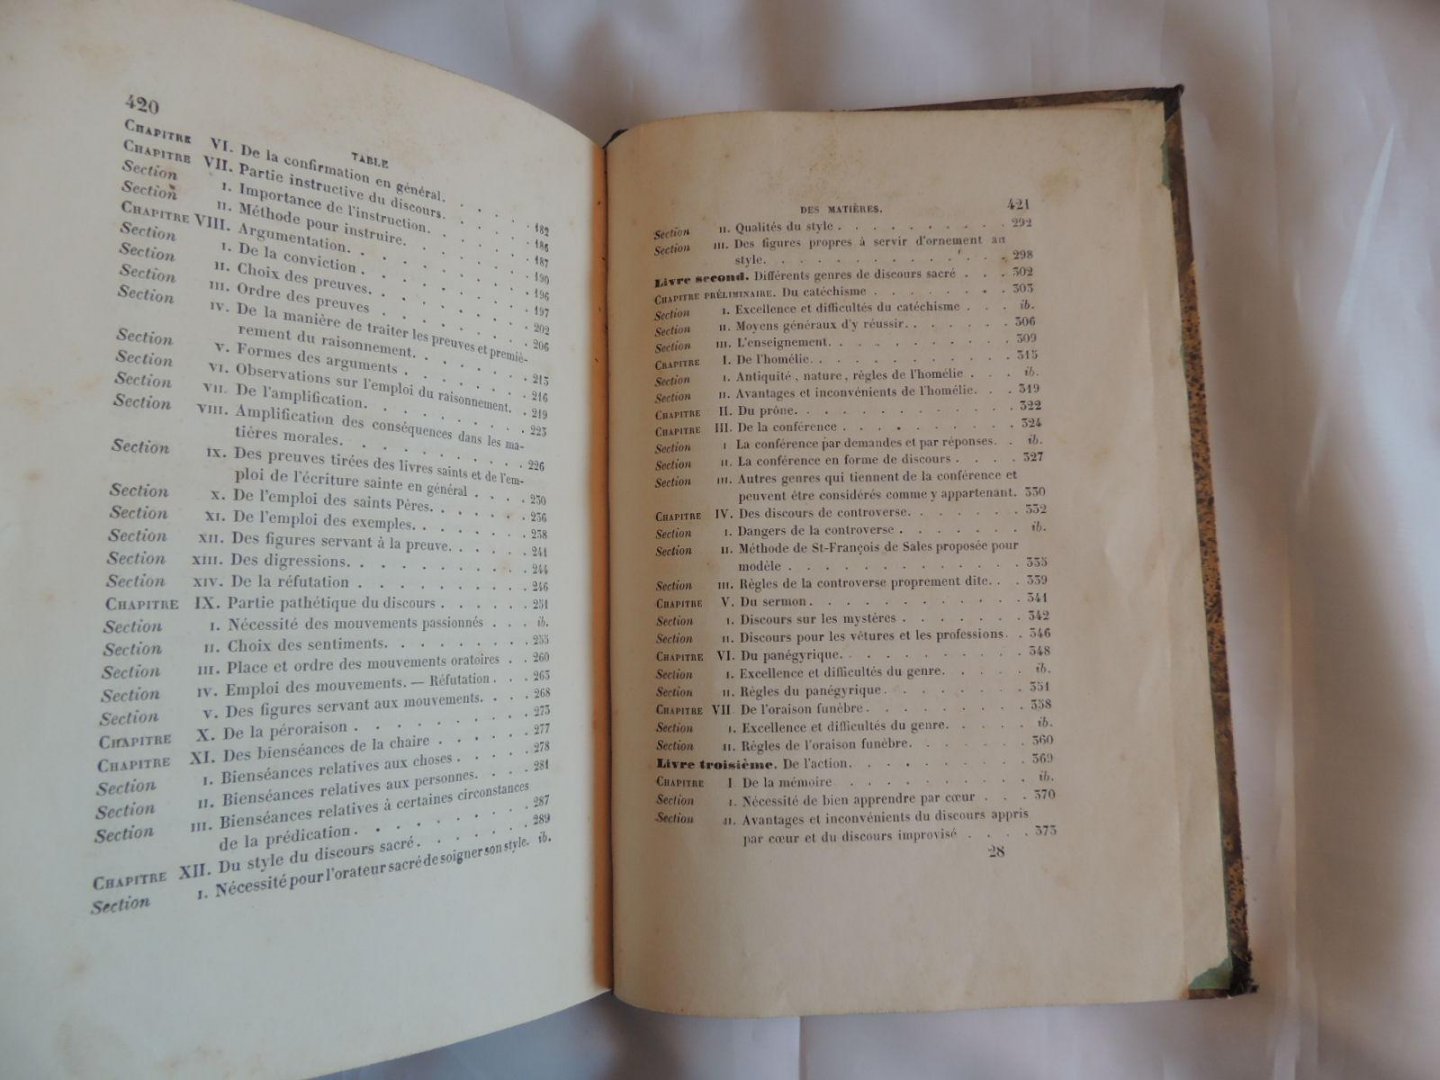 420
TABLE
CHAPITRE VI. De la confirmation en général. . . . . . 182
CHAPITRE VII. Partie instructive du discours. . . . . . 186
Section I. Importance de l'instruction. . . . . . 187
Section II. Méthode pour instruire. . . . . . 190
CHAPITRE VIII. Argumentation. . . . . . 196
Section I. De la conviction . . . . . . 197
Section II. Choix des preuves. . . . . . 202
Section III. Ordre des preuves . . . . . . 206
Section IV. De la manière de traiter les preuves et premiè-
rement du raisonnement. . . . . . 213
Section V. Formes des arguments . . . . . . 216
Section VI. Observations sur l'emploi du raisonnement. . 219
Section VII. De l'amplification. . . . . . 223
Section VIII. Amplification des conséquences dans les ma-
tières morales. . . . . . 226
Section IX. Des preuves tirées des livres saints et de l'em-
ploi de l'écriture sainte en général . . . . 230
Section X. De l'emploi des saints Pères. . . . . . 236
Section XI. De l'emploi des exemples. . . . . . 238
Section XII. Des figures servant à la preuve. . . . . 241
Section XIII. Des digressions. . . . . . 244
Section XIV. De la réfutation . . . . . . 246
CHAPITRE IX. Partie pathétique du discours . . . . . 251
Section I. Nécessité des mouvements passionnés . . . ib.
Section II. Choix des sentiments. . . . . . 255
Section III. Place et ordre des mouvements oratoires . . 260
Section IV. Emploi des mouvements. — Réfutation . . . 263
Section V. Des figures servant aux mouvements. . . . 268
CHAPITRE X. De la péroraison . . . . . . 273
CHAPITRE XI. Des bienséances de la chaire . . . . . 277
Section I. Bienséances relatives aux choses . . . . . 278
Section II. Bienséances relatives aux personnes. . . . 281
Section III. Bienséances relatives à certaines circonstances
de la prédication . . . . . . 287
CHAPITRE XII. Du style du discours sacré. . . . . . 289
Section I. Nécessité pour l'orateur sacré de soigner son style. ib.
DES MATIÈRES. 421
Section II. Qualités du style . . . . . . 292
Section III. Des figures propres à servir d'ornement au
style. . . . . . 298
Livre second. Différents genres de discours sacré . . . 302
CHAPITRE PRÉLIMINAIRE. Du catéchisme . . . . . . 303
Section I. Excellence et difficultés du catéchisme . . . ib.
Section II. Moyens généraux d'y réussir. . . . . . 306
Section III. L'enseignement. . . . . . 309
CHAPITRE I. De l'homélie. . . . . . 315
Section I. Antiquité, nature, règles de l'homélie . . . ib.
Section II. Avantages et inconvénients de l'homélie. . . 319
CHAPITRE II. Du prône. . . . . . 322
CHAPITRE III. De la conférence . . . . . . 324
Section I La conférence par demandes et par réponses. . ib.
Section II. La conférence en forme de discours . . . . 327
Section III. Autres genres qui tiennent de la conférence et
peuvent être considérés comme y appartenant. 330
CHAPITRE IV. Des discours de controverse. . . . . . 332
Section I. Dangers de la controverse . . . . . . ib.
Section II. Méthode de St-François de Sales proposée pour
modèle . . . . . . 335
Section III. Règles de la controverse proprement dite. . . 339
CHAPITRE V. Du sermon. . . . . . 341
Section I. Discours sur les mystères . . . . . . 342
Section II. Discours pour les vêtures et les professions. . 346
CHAPITRE VI. Du panégyrique. . . . . . 348
Section I. Excellence et difficultés du genre. . . . . ib.
Section II. Règles du panégyrique . . . . . . 351
CHAPITRE VII De l'oraison funèbre . . . . . . 358
Section I. Excellence et difficultés du genre. . . . . ib.
Section II. Règles de l'oraison funèbre. . . . . . 360
Livre troisième. De l'action. . . . . . 369
CHAPITRE I De la mémoire . . . . . . ib.
Section I. Nécessité de bien apprendre par cœur . . . 370
Section II. Avantages et inconvénients du discours appris
par cœur et du discours improvisé . . . . 373
28